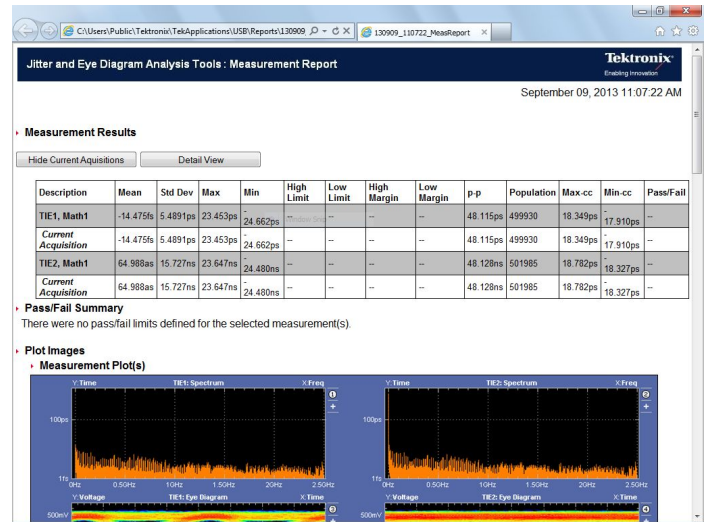 C:\Users\Public\Tektronix\TekApplications\USB\Reports\130909
130909_110722_MeasReport
Jitter and Eye Diagram Analysis Tools : Measurement Report
Tektronix
Enabling Innovation
September 09, 2013 11:07:22 AM
Measurement Results
Hide Current Aquisitions Detail View
Description Mean Std Dev Max Min High Limit Low Limit High Margin Low Margin p-p Population Max-cc Min-cc Pass/Fail
TIE1, Math1 -14.475fs 5.4891ps 23.453ps -24.662ps -- -- -- -- 48.115ps 499930 18.349ps -17.910ps --
Current Acquisition -14.475fs 5.4891ps 23.453ps -24.662ps -- -- -- -- 48.115ps 499930 18.349ps -17.910ps --
TIE2, Math1 64.988as 15.727ns 23.647ns -24.480ns -- -- -- -- 48.128ns 501985 18.782ps -18.327ps --
Current Acquisition 64.988as 15.727ns 23.647ns -24.480ns -- -- -- -- 48.128ns 501985 18.782ps -18.327ps --
Pass/Fail Summary
There were no pass/fail limits defined for the selected measurement(s).
Plot Images
Measurement Plot(s)
Y:Time TIE1: Spectrum X:Freq
1
100ps
1fs
0Hz 0.5GHz 1GHz 1.5GHz 2GHz 2.5GHz
Y:Voltage TIE1: Eye Diagram X:Time
3
500mV
Y:Time TIE2: Spectrum X:Freq
2
100ps
1fs
0Hz 0.5GHz 1GHz 1.5GHz 2GHz 2.5GHz
Y:Voltage TIE2: Eye Diagram X:Time
4
500mV